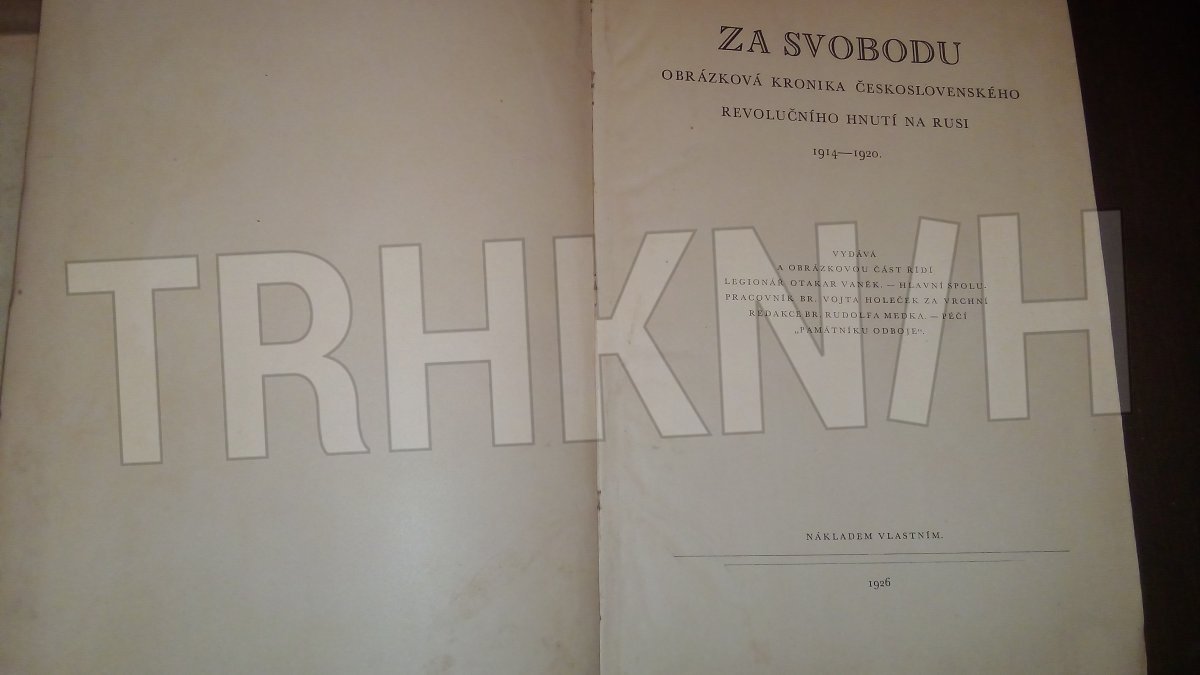 ZA SVOBODU
OBRÁZKOVÁ KRONIKA ČESKOSLOVENSKÉHO
REVOLUČNÍHO HNUTÍ NA RUSI
1914—1920.
VYDÁVÁ
A OBRÁZKOVOU ČÁST ŘÍDÍ
LEGIONÁŘ OTAKAR VANĚK. — HLAVNÍ SPOLU-
PRACOVNÍK BR. VOJTA HOLEČEK ZA VRCHNÍ
REDAKCE BR. RUDOLFA MEDKA. — PÉČÍ
„PAMÁTNÍKU ODBOJE“.
TRHKNIH
NÁKLADEM VLASTNÍM.
1926